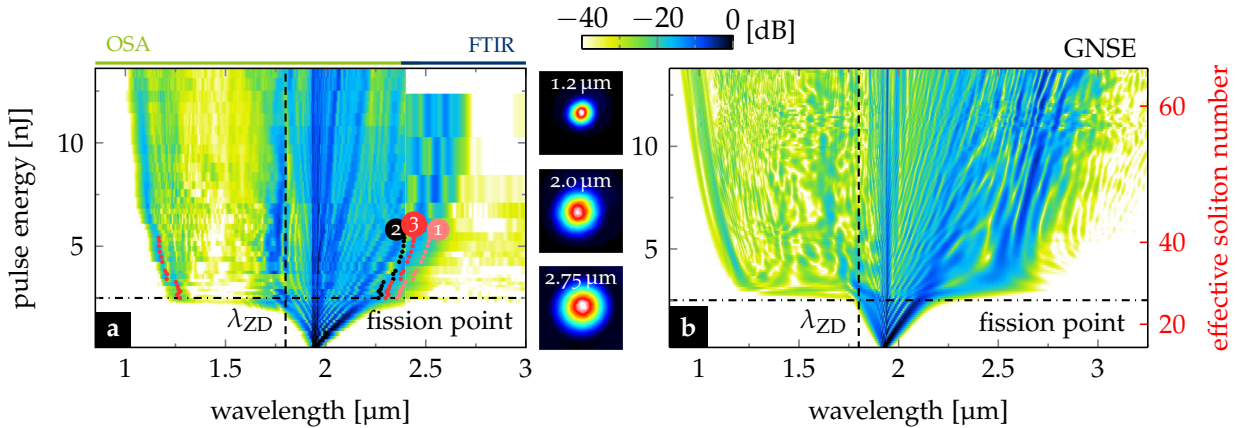 −40 −20 0 [dB]
OSA FTIR
GNSE
pulse energy [nJ]
10
5
2 3 1
λZD fission point
a
1 1.5 2 2.5 3
wavelength [µm]
1.2 µm
2.0 µm
2.75 µm
10
5
λZD fission point
b
1 1.5 2 2.5 3
wavelength [µm]
60
40
20
effective soliton number